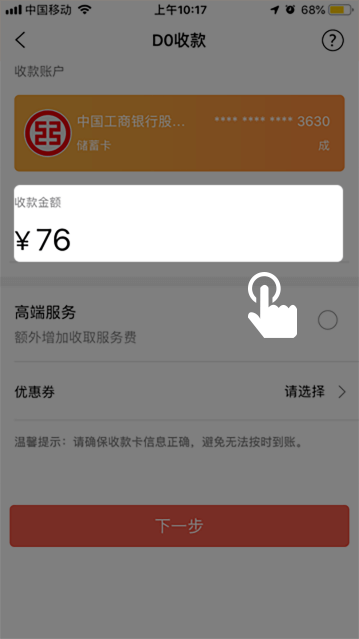 中国移动 上午10:17 68%
D0收款
收款账户
中国工商银行股... **** **** **** 3630
储蓄卡 成
收款金额
¥76
高端服务
额外增加收取服务费
优惠券 请选择
温馨提示：请确保收款卡信息正确，避免无法按时到账。
下一步